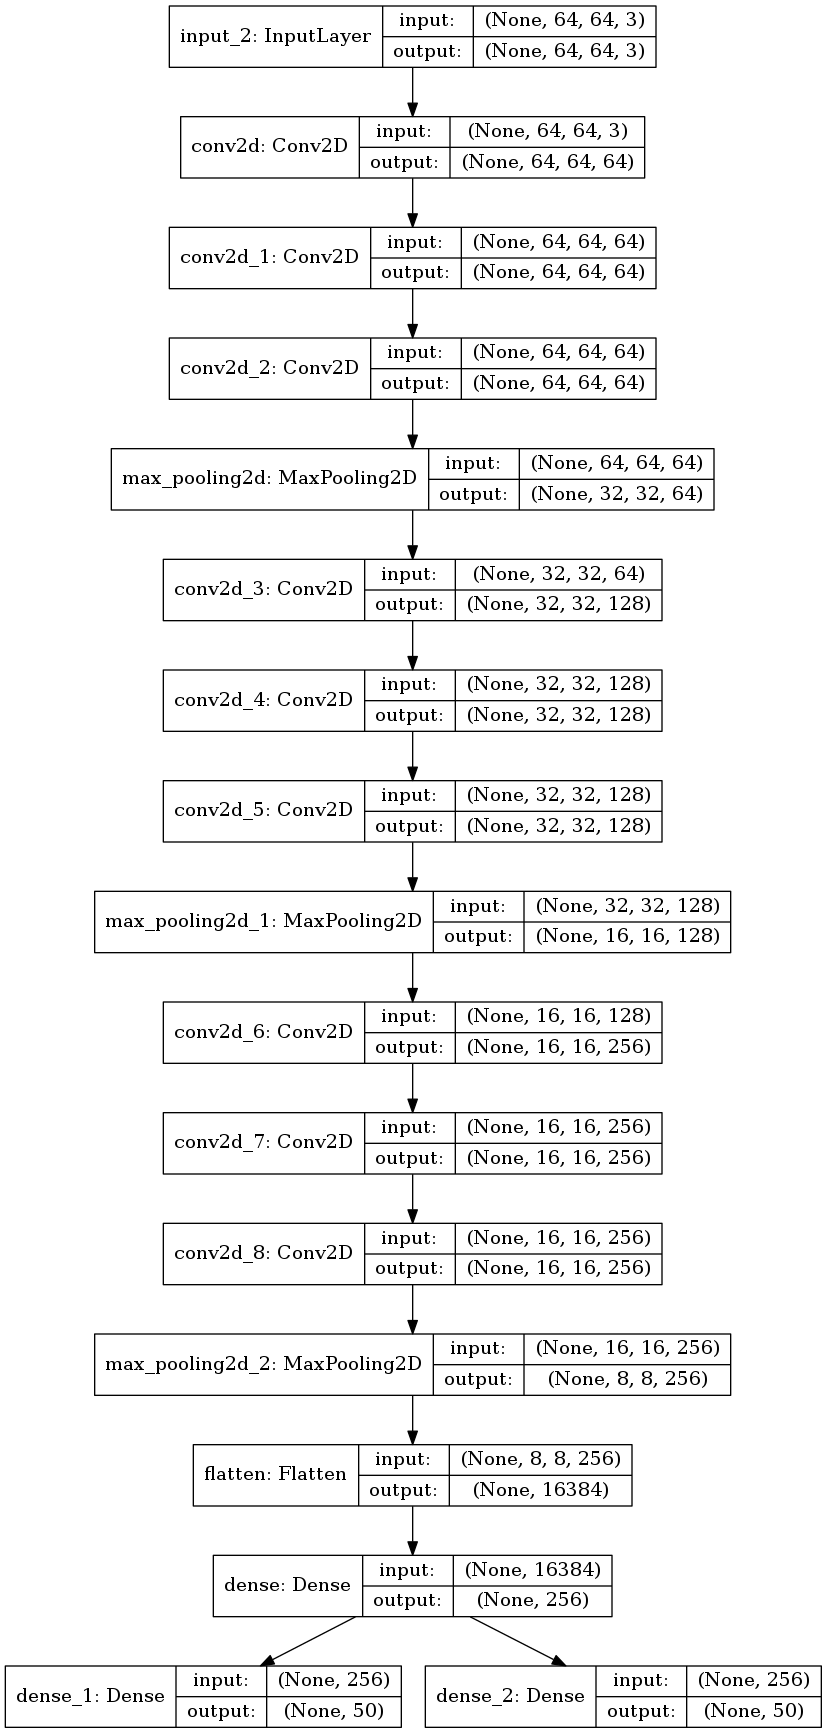 input_2: InputLayer
input: (None, 64, 64, 3)
output: (None, 64, 64, 3)
conv2d: Conv2D
input: (None, 64, 64, 3)
output: (None, 64, 64, 64)
conv2d_1: Conv2D
input: (None, 64, 64, 64)
output: (None, 64, 64, 64)
conv2d_2: Conv2D
input: (None, 64, 64, 64)
output: (None, 64, 64, 64)
max_pooling2d: MaxPooling2D
input: (None, 64, 64, 64)
output: (None, 32, 32, 64)
conv2d_3: Conv2D
input: (None, 32, 32, 64)
output: (None, 32, 32, 128)
conv2d_4: Conv2D
input: (None, 32, 32, 128)
output: (None, 32, 32, 128)
conv2d_5: Conv2D
input: (None, 32, 32, 128)
output: (None, 32, 32, 128)
max_pooling2d_1: MaxPooling2D
input: (None, 32, 32, 128)
output: (None, 16, 16, 128)
conv2d_6: Conv2D
input: (None, 16, 16, 128)
output: (None, 16, 16, 256)
conv2d_7: Conv2D
input: (None, 16, 16, 256)
output: (None, 16, 16, 256)
conv2d_8: Conv2D
input: (None, 16, 16, 256)
output: (None, 16, 16, 256)
max_pooling2d_2: MaxPooling2D
input: (None, 16, 16, 256)
output: (None, 8, 8, 256)
flatten: Flatten
input: (None, 8, 8, 256)
output: (None, 16384)
dense: Dense
input: (None, 16384)
output: (None, 256)
dense_1: Dense
input: (None, 256)
output: (None, 50)
dense_2: Dense
input: (None, 256)
output: (None, 50)